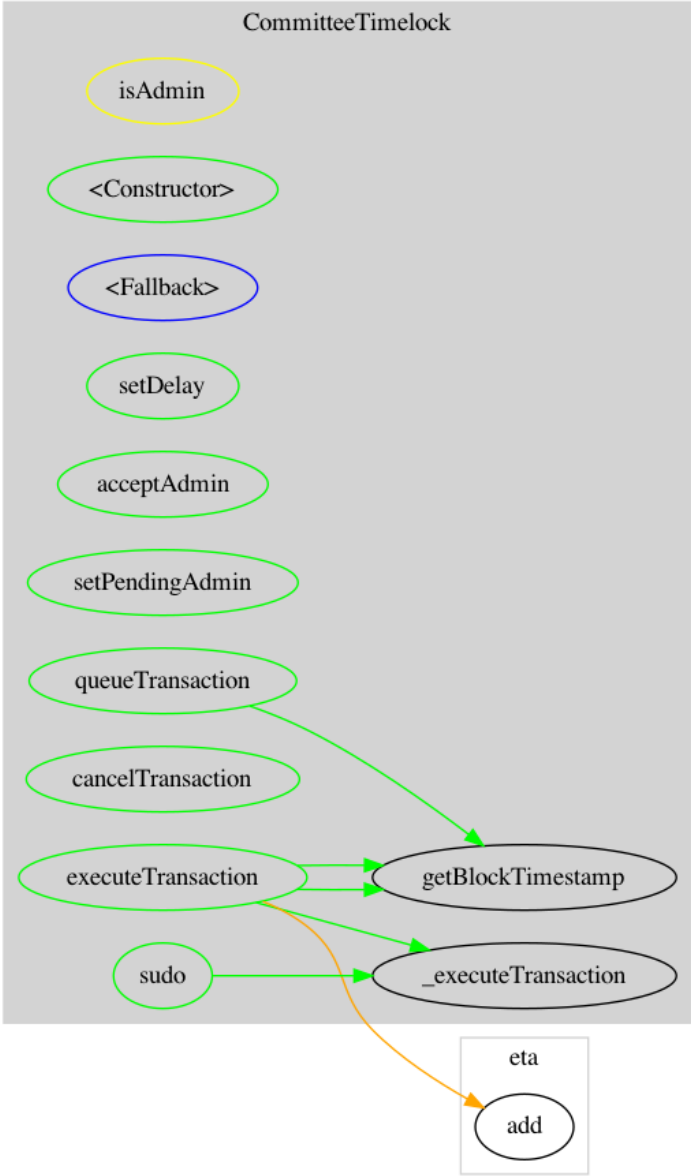 CommitteeTimelock
isAdmin
<Constructor>
<Fallback>
setDelay
acceptAdmin
setPendingAdmin
queueTransaction
cancelTransaction
executeTransaction
getBlockTimestamp
sudo
_executeTransaction
eta
add